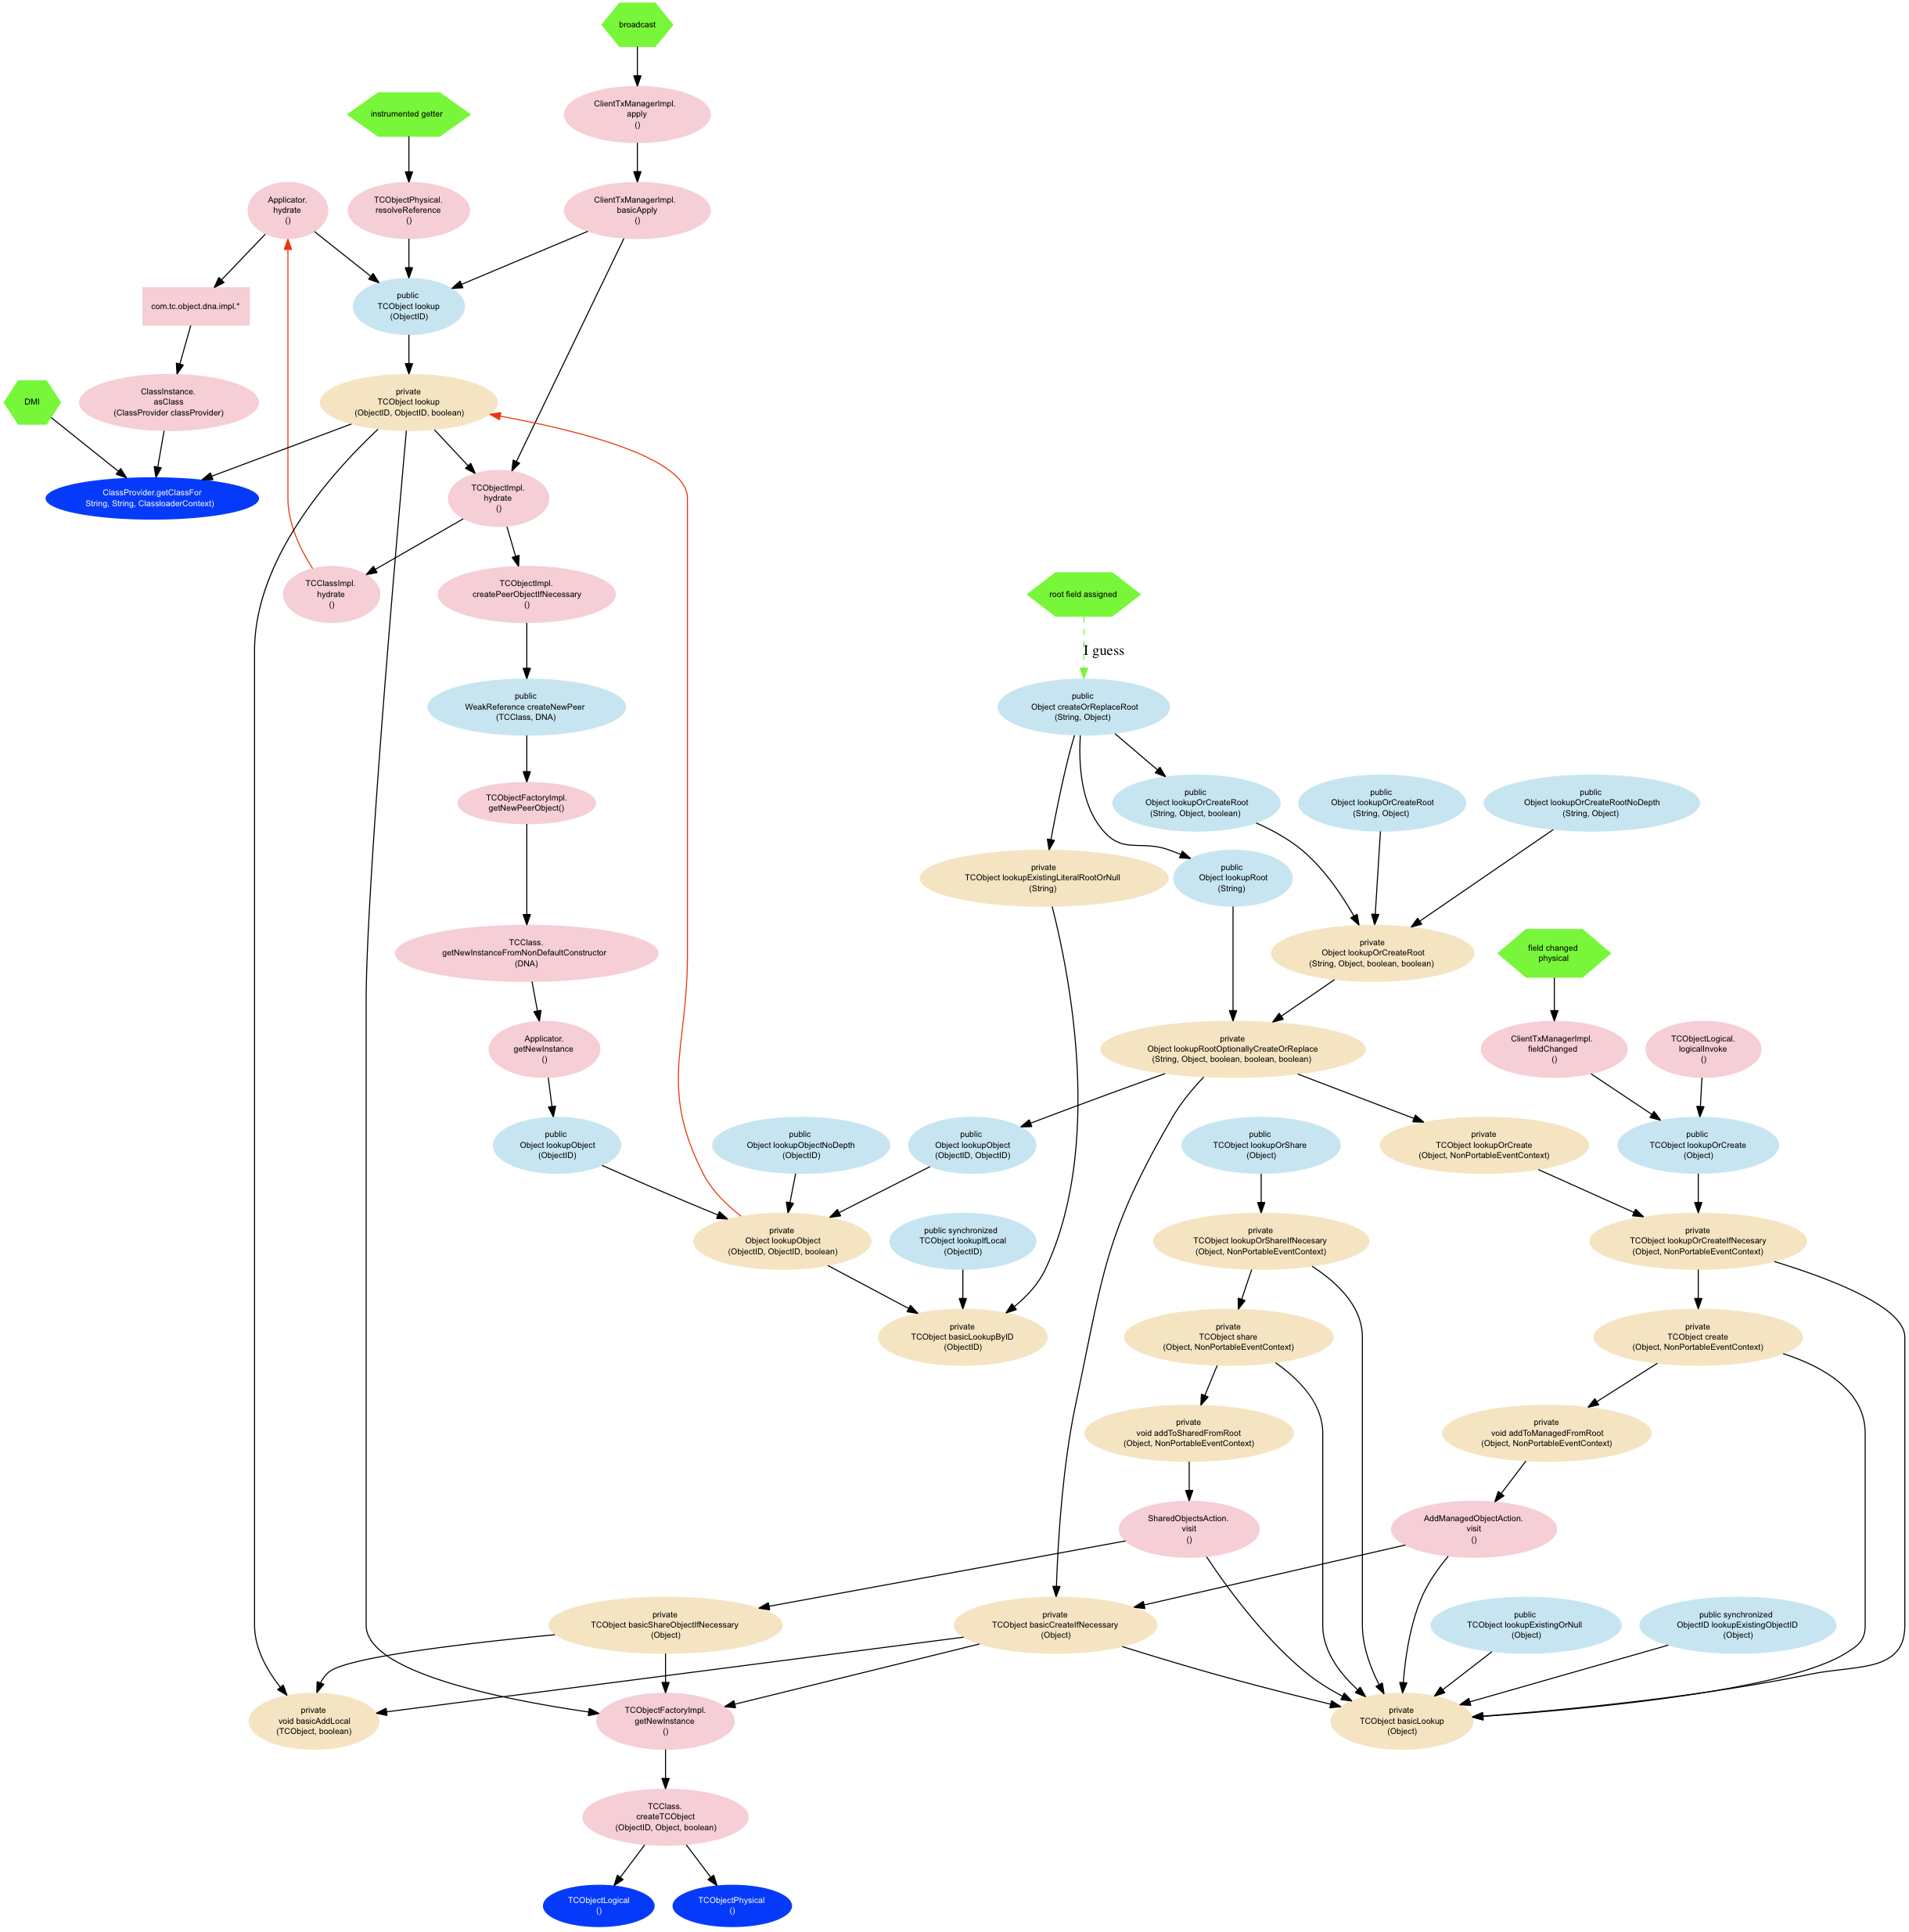 broadcast
instrumented getter
ClientTxManagerImpl.
apply
()
Applicator.
hydrate
()
TCObjectPhysical.
resolveReference
()
ClientTxManagerImpl.
basicApply
()
com.tc.object.dna.impl.*
public
TCObject lookup
(ObjectID)
DMI
ClassInstance.
asClass
(ClassProvider classProvider)
private
TCObject lookup
(ObjectID, ObjectID, boolean)
ClassProvider.getClassFor
String, String, ClassloaderContext)
TCObjectImpl.
hydrate
()
TCClassImpl.
hydrate
()
TCObjectImpl.
createPeerObjectIfNecessary
()
root field assigned
I guess
public
WeakReference createNewPeer
(TCClass, DNA)
public
Object createOrReplaceRoot
(String, Object)
TCObjectFactoryImpl.
getNewPeerObject()
public
Object lookupOrCreateRoot
(String, Object, boolean)
public
Object lookupOrCreateRoot
(String, Object)
public
Object lookupOrCreateRootNoDepth
(String, Object)
private
TCObject lookupExistingLiteralRootOrNull
(String)
public
Object lookupRoot
(String)
TCClass.
getNewInstanceFromNonDefaultConstructor
(DNA)
private
Object lookupOrCreateRoot
(String, Object, boolean, boolean)
field changed
physical
Applicator.
getNewInstance
()
private
Object lookupRootOptionallyCreateOrReplace
(String, Object, boolean, boolean, boolean)
ClientTxManagerImpl.
fieldChanged
()
TCObjectLogical.
logicalInvoke
()
public
Object lookupObject
(ObjectID)
public
Object lookupObjectNoDepth
(ObjectID)
public
Object lookupObject
(ObjectID, ObjectID)
public
TCObject lookupOrShare
(Object)
private
TCObject lookupOrCreate
(Object, NonPortableEventContext)
public
TCObject lookupOrCreate
(Object)
private
Object lookupObject
(ObjectID, ObjectID, boolean)
public synchronized
TCObject lookupIfLocal
(ObjectID)
private
TCObject lookupOrShareIfNecesary
(Object, NonPortableEventContext)
private
TCObject lookupOrCreateIfNecesary
(Object, NonPortableEventContext)
private
TCObject basicLookupByID
(ObjectID)
private
TCObject share
(Object, NonPortableEventContext)
private
TCObject create
(Object, NonPortableEventContext)
private
void addToSharedFromRoot
(Object, NonPortableEventContext)
private
void addToManagedFromRoot
(Object, NonPortableEventContext)
SharedObjectsAction.
visit
()
AddManagedObjectAction.
visit
()
private
TCObject basicShareObjectIfNecessary
(Object)
private
TCObject basicCreateIfNecessary
(Object)
public
TCObject lookupExistingOrNull
(Object)
public synchronized
ObjectID lookupExistingObjectID
(Object)
private
void basicAddLocal
(TCObject, boolean)
TCObjectFactoryImpl.
getNewInstance
()
private
TCObject basicLookup
(Object)
TCClass.
createTCObject
(ObjectID, Object, boolean)
TCObjectLogical
()
TCObjectPhysical
()